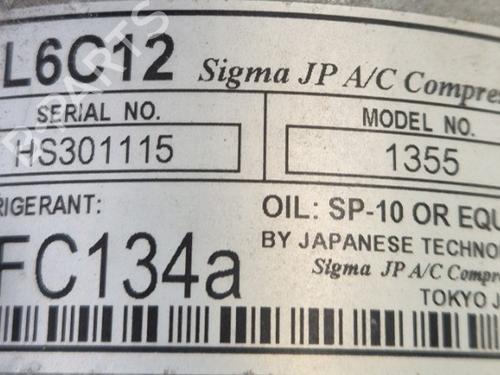 L6C12 Sigma JP A/C Compres
SERIAL NO.
MODEL NO.
HS301115
1355
RIGERANT:
OIL: SP-10 OR EQU
FC134a
BY JAPANESE TECHNO
Sigma JP A/C Compre
TOKYO J